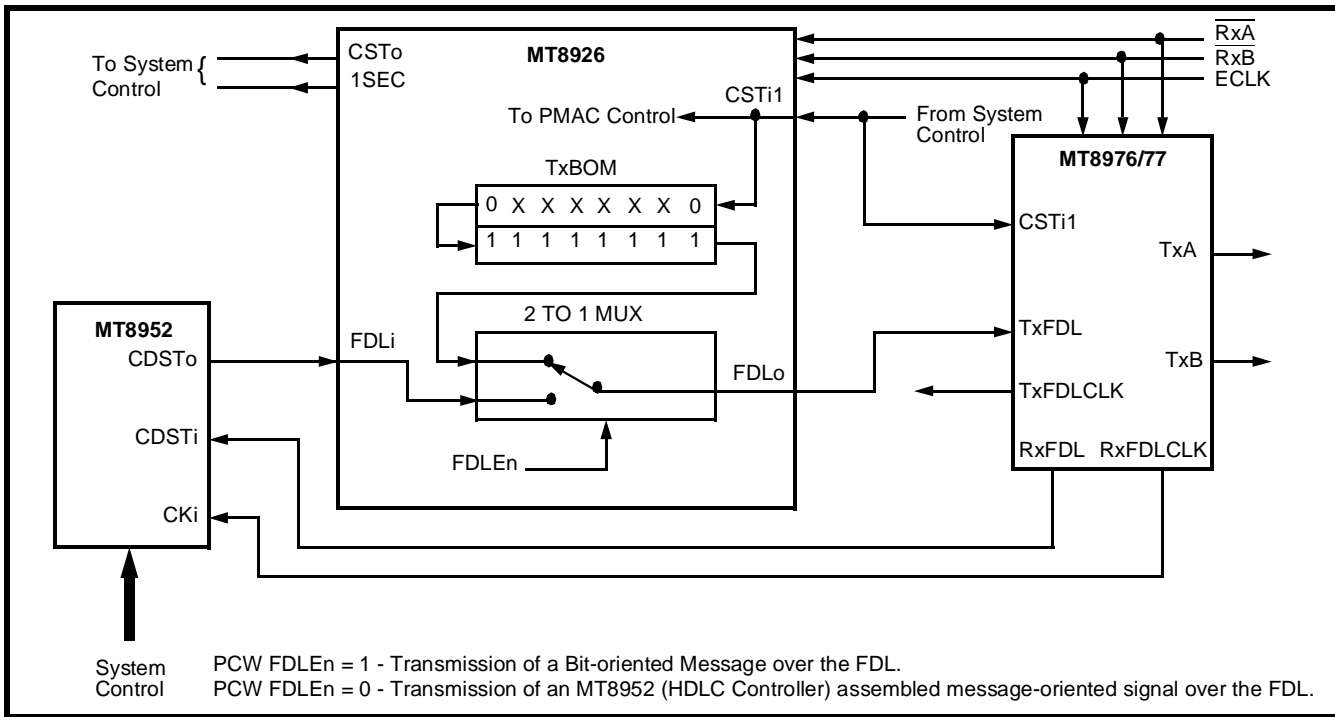 CSTo
1SEC
To System {
Control
MT8926
CSTi1
To PMAC Control
RxA
RxB
ECLK
From System
Control
TxBOM
0 X X X X X X 0
1 1 1 1 1 1 1 1
2 TO 1 MUX
FDLi
FDLo
FDLEn
MT8976/77
CSTi1
TxA
TxFDL
TxB
TxFDLCLK
RxFDL RxFDLCLK
MT8952
CDSTo
CDSTi
CKi
System
Control
PCW FDLEn = 1 - Transmission of a Bit-oriented Message over the FDL.
PCW FDLEn = 0 - Transmission of an MT8952 (HDLC Controller) assembled message-oriented signal over the FDL.